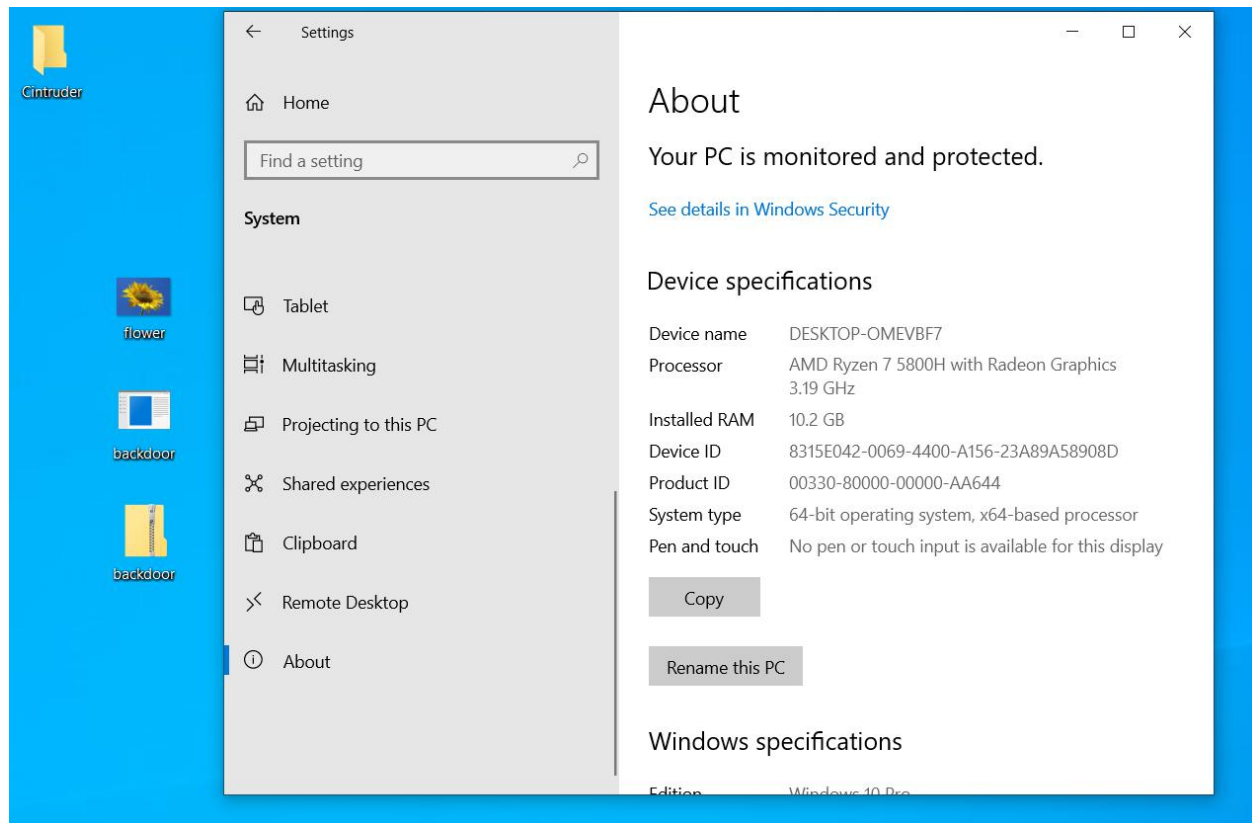 Cintruder
flower
backdoor
backdoor
Settings
Home
Find a setting
System
Tablet
Multitasking
Projecting to this PC
Shared experiences
Clipboard
Remote Desktop
About
About
Your PC is monitored and protected.
See details in Windows Security
Device specifications
Device name DESKTOP-OMEVBF7
Processor AMD Ryzen 7 5800H with Radeon Graphics
3.19 GHz
Installed RAM 10.2 GB
Device ID 8315E042-0069-4400-A156-23A89A58908D
Product ID 00330-80000-00000-AA644
System type 64-bit operating system, x64-based processor
Pen and touch No pen or touch input is available for this display
Copy
Rename this PC
Windows specifications
Edition Windows 10 Pro